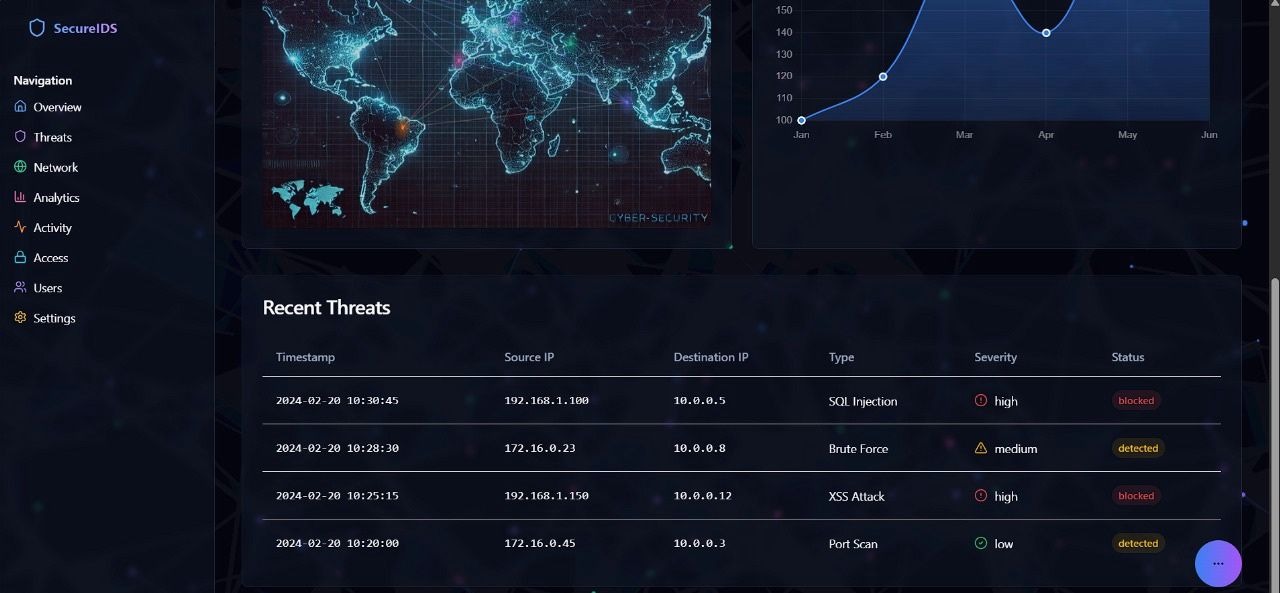 SecureIDS
Navigation
Overview
Threats
Network
Analytics
Activity
Access
Users
Settings
CYBER-SECURITY
150
140
130
120
110
100
Jan Feb Mar Apr May Jun
Recent Threats
Timestamp Source IP Destination IP Type Severity Status
2024-02-20 10:30:45 192.168.1.100 10.0.0.5 SQL Injection high blocked
2024-02-20 10:28:30 172.16.0.23 10.0.0.8 Brute Force medium detected
2024-02-20 10:25:15 192.168.1.150 10.0.0.12 XSS Attack high blocked
2024-02-20 10:20:00 172.16.0.45 10.0.0.3 Port Scan low detected
...